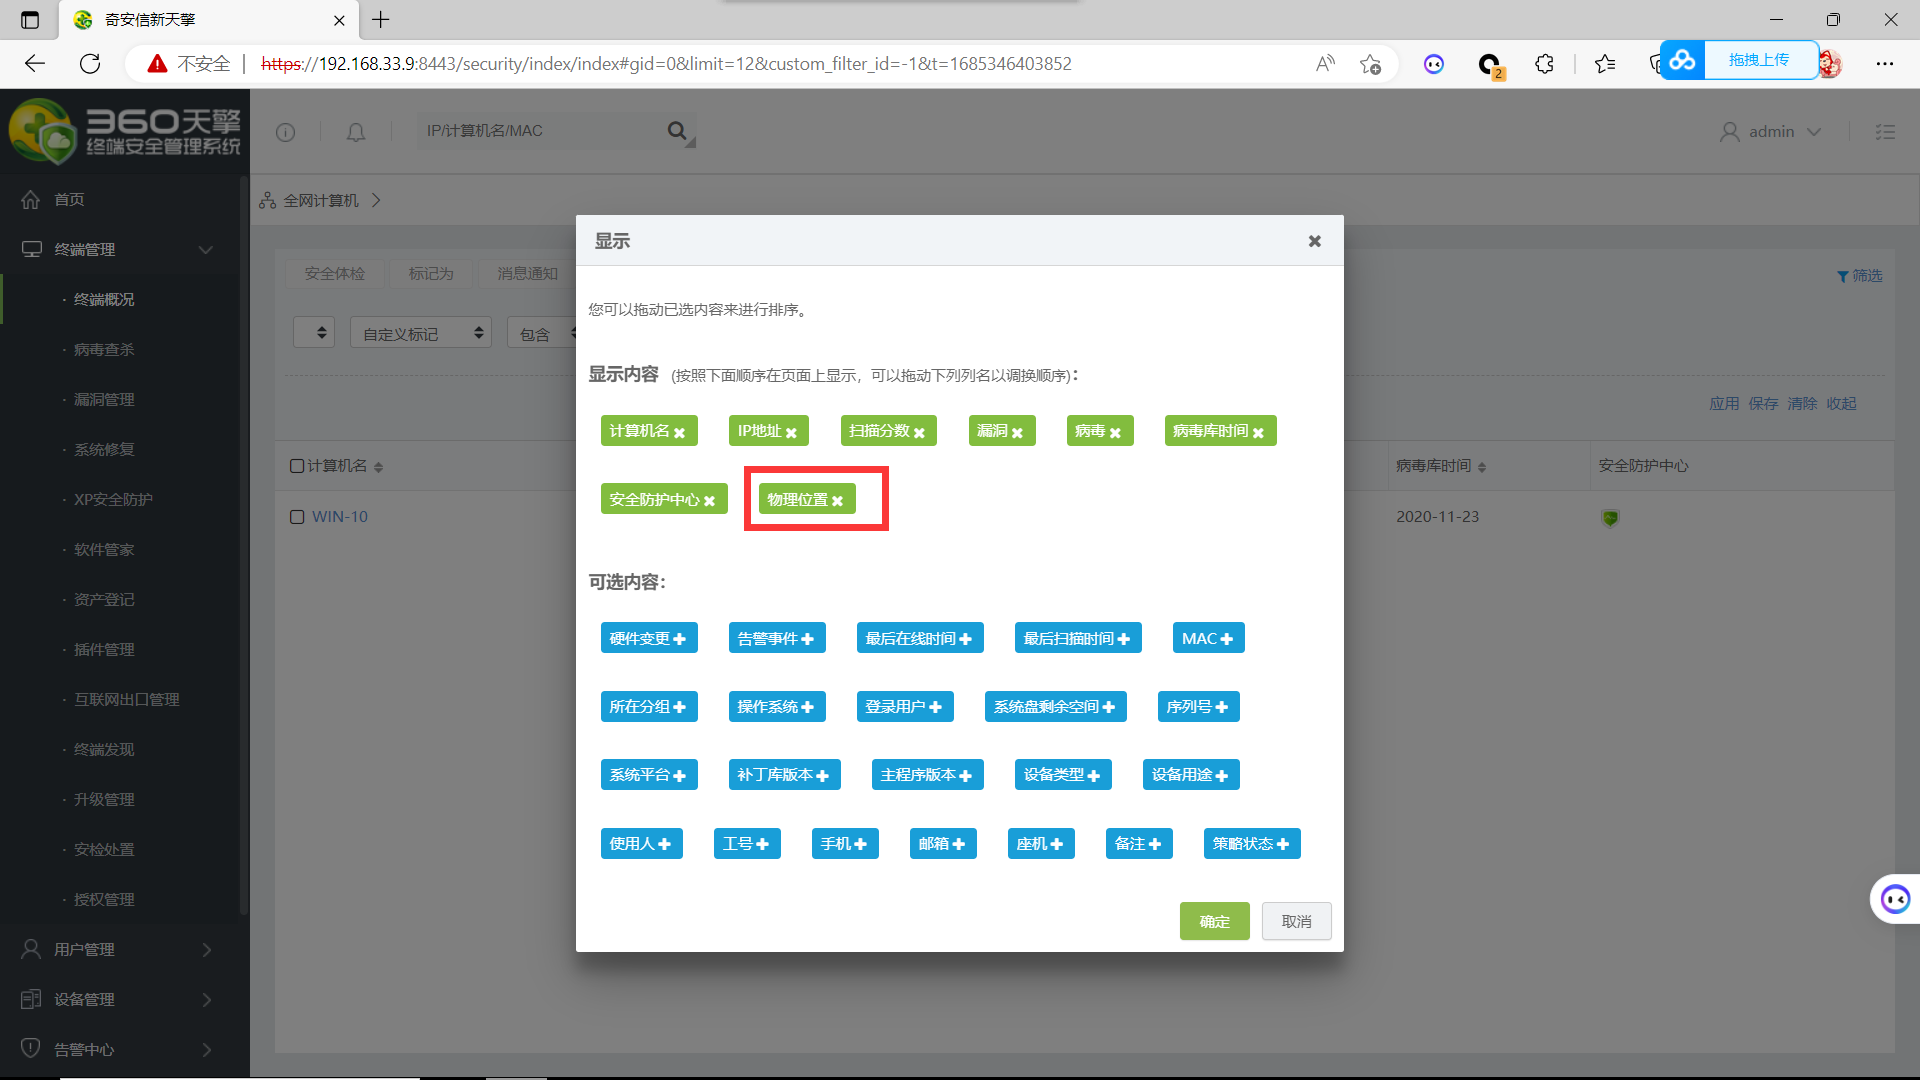 奇安信新天擎
不安全 https://192.168.33.9:8443/security/index/index#gid=0&limit=12&custom_filter_id=-1&t=1685346403852
2
拖拽上传
360天擎
终端安全管理系统
IP/计算机名/MAC
admin
首页
终端管理
· 终端概况
· 病毒查杀
· 漏洞管理
· 系统修复
· XP安全防护
· 软件管家
· 资产登记
· 插件管理
· 互联网出口管理
· 终端发现
· 升级管理
· 安检处置
· 授权管理
用户管理
设备管理
告警中心
全网计算机
安全体检 标记为 消息通知
筛选
自定义标记 包含
应用 保存 清除 收起
计算机名 病毒库时间 安全防护中心
WIN-10 2020-11-23
显示
您可以拖动已选内容来进行排序。
显示内容 (按照下面顺序在页面上显示，可以拖动下列列名以调换顺序)：
计算机名 IP地址 扫描分数 漏洞 病毒 病毒库时间
安全防护中心 物理位置
可选内容：
硬件变更 告警事件 最后在线时间 最后扫描时间 MAC
所在分组 操作系统 登录用户 系统盘剩余空间 序列号
系统平台 补丁库版本 主程序版本 设备类型 设备用途
使用人 工号 手机 邮箱 座机 备注 策略状态
确定 取消